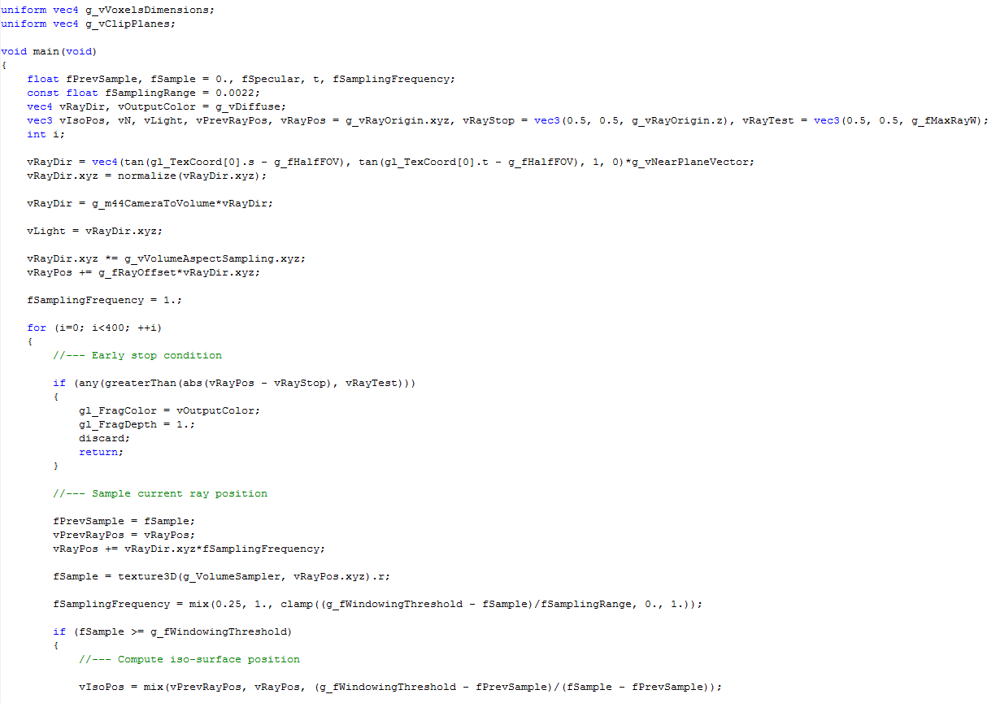 uniform vec4 g_vVoxelsDimensions;
uniform vec4 g_vClipPlanes;
void main(void)
{
float fPrevSample, fSample = 0., fSpecular, t, fSamplingFrequency;
const float fSamplingRange = 0.0022;
vec4 vRayDir, vOutputColor = g_vDiffuse;
vec3 vIsoPos, vN, vLight, vPrevRayPos, vRayPos = g_vRayOrigin.xyz, vRayStop = vec3(0.5, 0.5, g_vRayOrigin.z), vRayTest = vec3(0.5, 0.5, g_fMaxRayW);
int i;
vRayDir = vec4(tan(gl_TexCoord[0].s - g_fHalfFOV), tan(gl_TexCoord[0].t - g_fHalfFOV), 1, 0)*g_vNearPlaneVector;
vRayDir.xyz = normalize(vRayDir.xyz);
vRayDir = g_m44CameraToVolume*vRayDir;
vLight = vRayDir.xyz;
vRayDir.xyz *= g_vVolumeAspectSampling.xyz;
vRayPos += g_fRayOffset*vRayDir.xyz;
fSamplingFrequency = 1.;
for (i=0; i<400; ++i)
{
//--- Early stop condition
if (any(greaterThan(abs(vRayPos - vRayStop), vRayTest)))
{
gl_FragColor = vOutputColor;
gl_FragDepth = 1.;
discard;
return;
}
//--- Sample current ray position
fPrevSample = fSample;
vPrevRayPos = vRayPos;
vRayPos += vRayDir.xyz*fSamplingFrequency;
fSample = texture3D(g_VolumeSampler, vRayPos.xyz).r;
fSamplingFrequency = mix(0.25, 1., clamp((g_fWindowingThreshold - fSample)/fSamplingRange, 0., 1.));
if (fSample >= g_fWindowingThreshold)
{
//--- Compute iso-surface position
vIsoPos = mix(vPrevRayPos, vRayPos, (g_fWindowingThreshold - fPrevSample)/(fSample - fPrevSample));